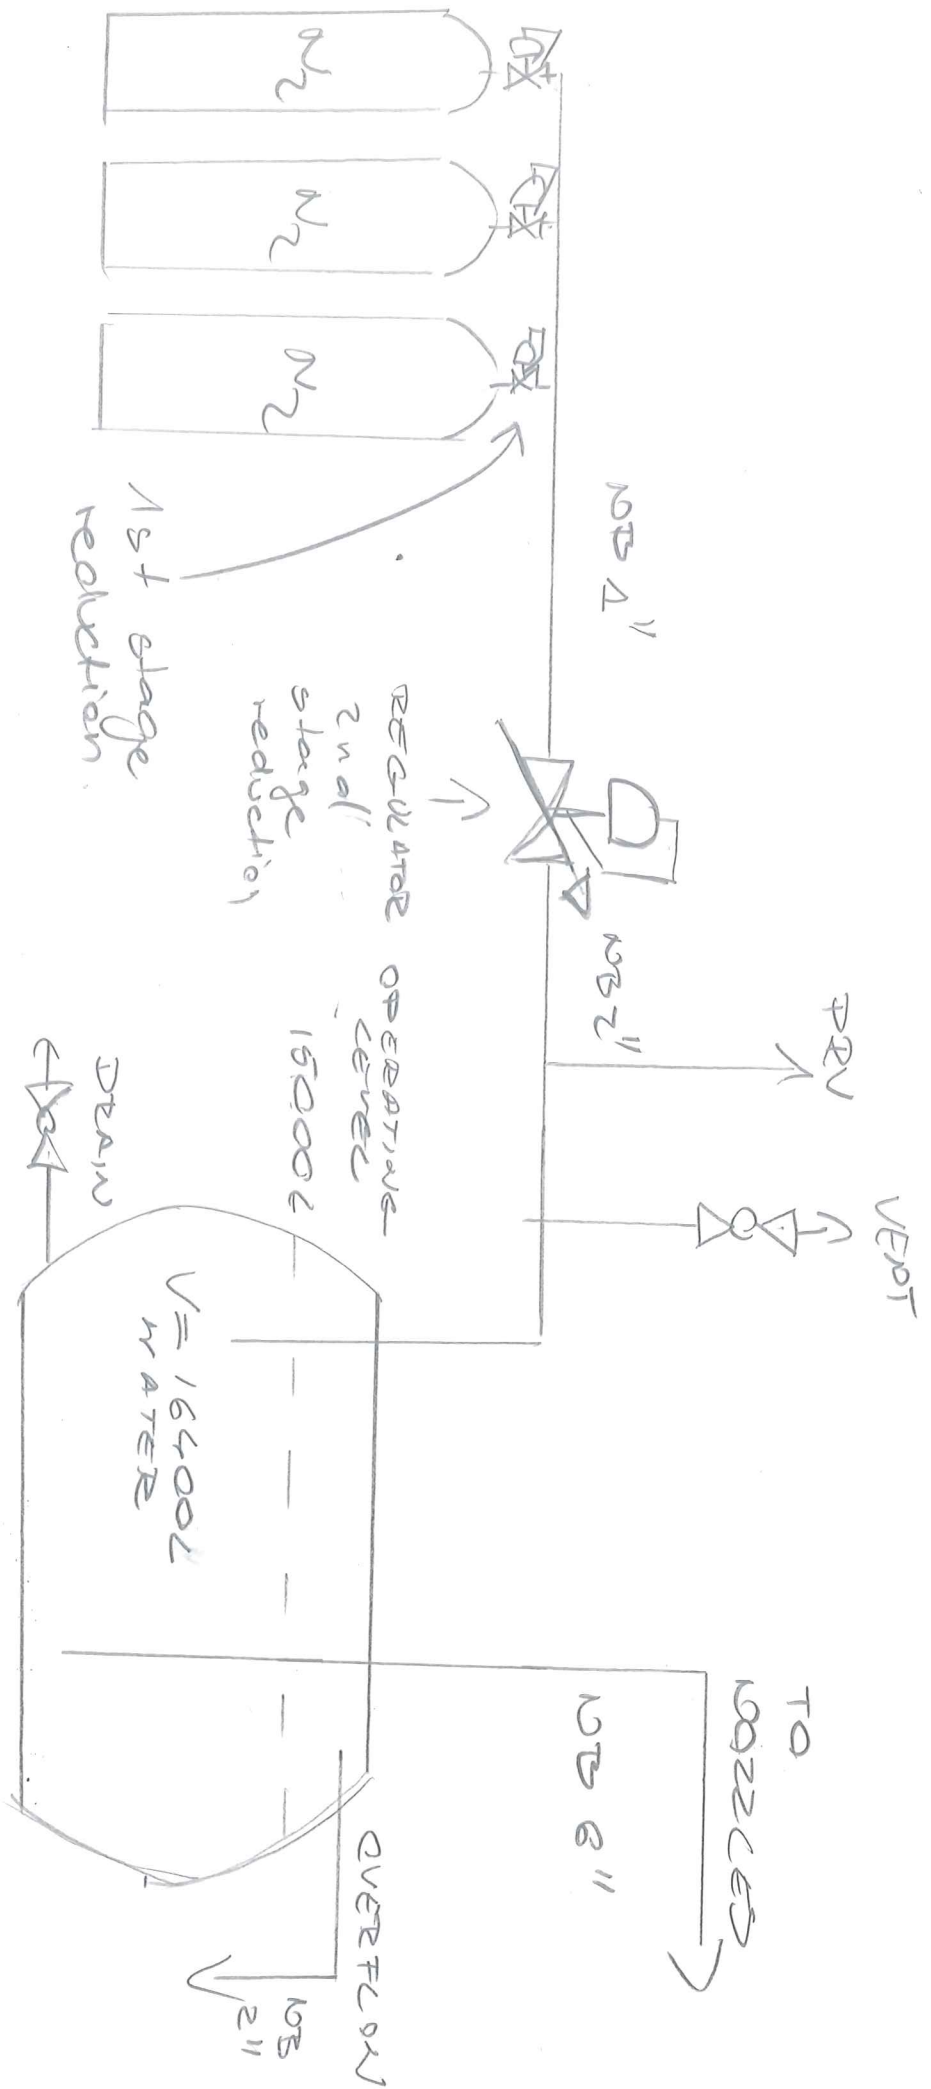 N2
N2
N2
1st stage
reduction
NB 1"
REGULATOR
2nd
stage
reduction
NB 2"
PRV
VENT
OPERATING
LEVEL
15000L
DRAIN
V = 16400L
WATER
TO
NOZZLES
NB 6"
OVERFLOW
NB
2"